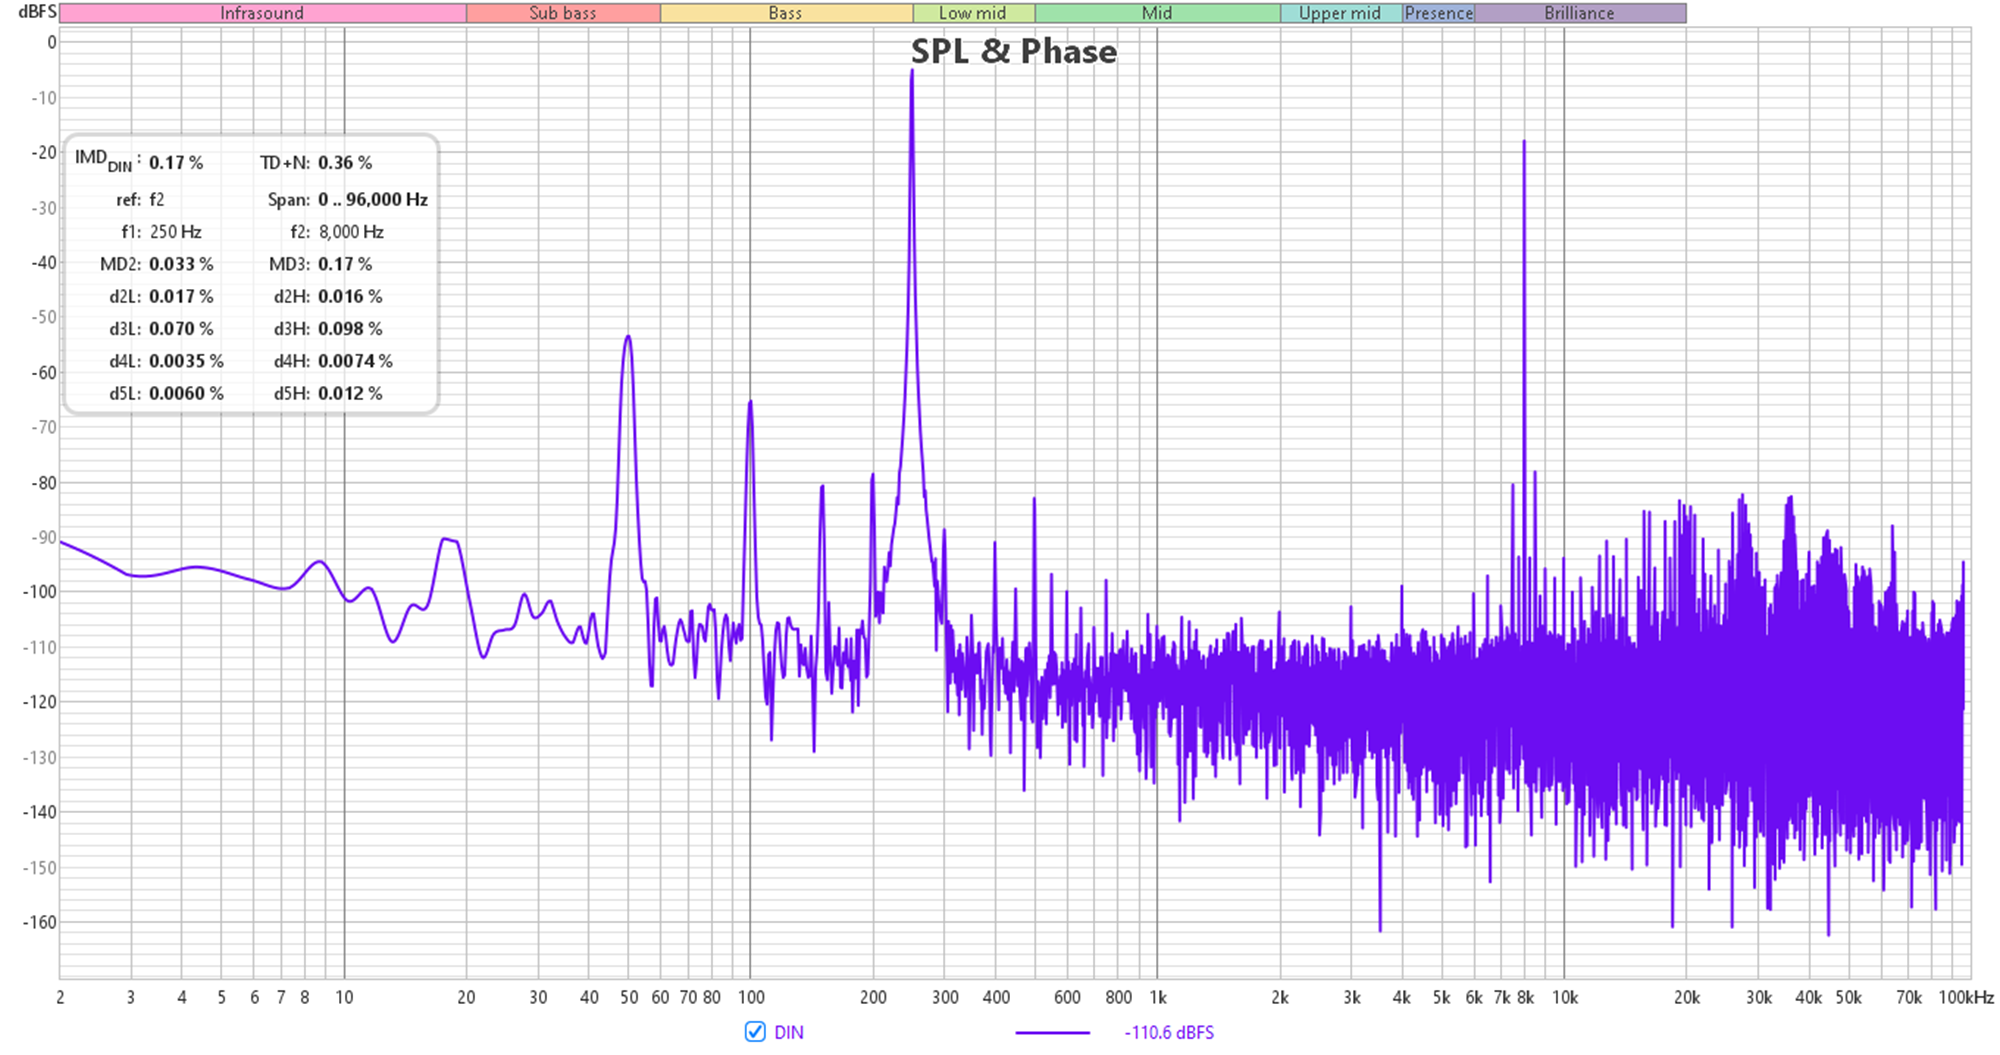 dBFS Infrasound Sub bass Bass Low mid Mid Upper mid Presence Brilliance
SPL & Phase
0
-10
-20
-30
-40
-50
-60
-70
-80
-90
-100
-110
-120
-130
-140
-150
-160
IMD DIN : 0.17 % TD+N: 0.36 %
ref: f2 Span: 0 .. 96,000 Hz
f1: 250 Hz f2: 8,000 Hz
MD2: 0.033 % MD3: 0.17 %
d2L: 0.017 % d2H: 0.016 %
d3L: 0.070 % d3H: 0.098 %
d4L: 0.0035 % d4H: 0.0074 %
d5L: 0.0060 % d5H: 0.012 %
2 3 4 5 6 7 8 10 20 30 40 50 60 70 80 100 200 300 400 600 800 1k 2k 3k 4k 5k 6k 7k 8k 10k 20k 30k 40k 50k 70k 100kHz
DIN -110.6 dBFS